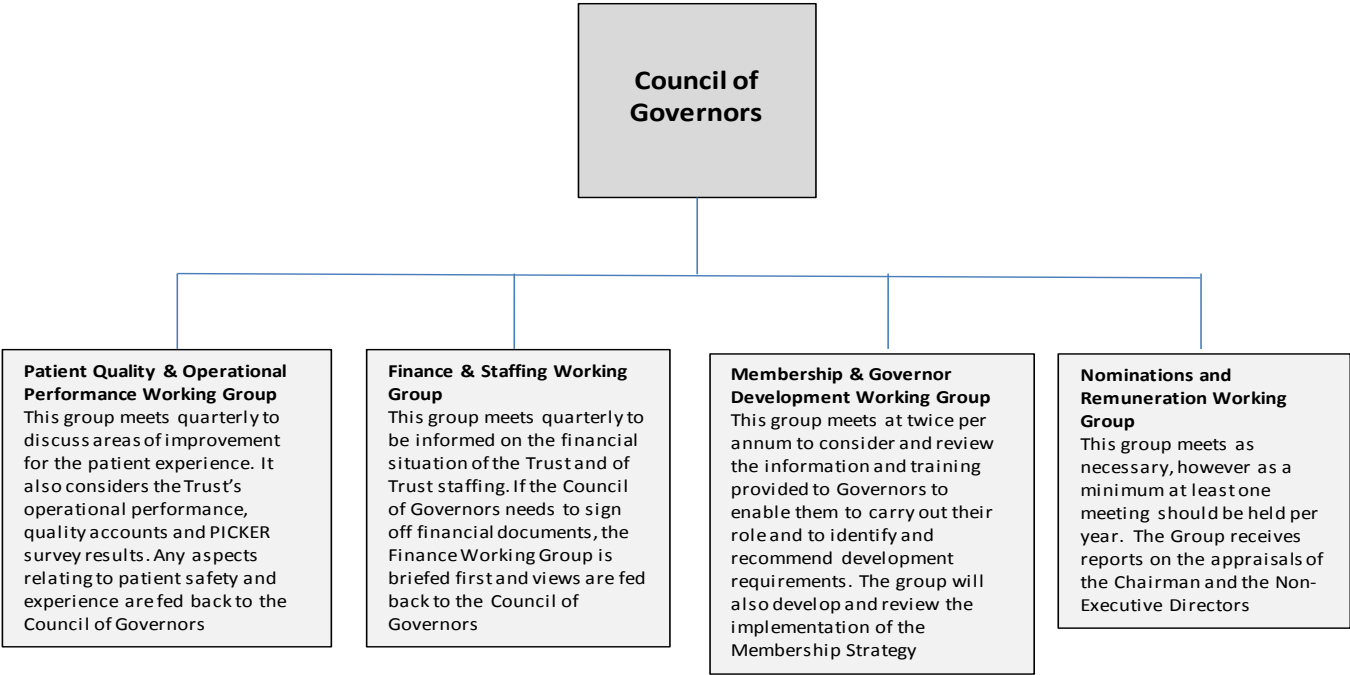 Council of
Governors
Patient Quality & Operational
Performance Working Group
This group meets quarterly to
discuss areas of improvement
for the patient experience. It
also considers the Trust's
operational performance,
quality accounts and PICKER
survey results. Any aspects
relating to patient safety and
experience are fed back to the
Council of Governors
Finance & Staffing Working
Group
This group meets quarterly to
be informed on the financial
situation of the Trust and of
Trust staffing. If the Council
of Governors needs to sign
off financial documents, the
Finance Working Group is
briefed first and views are fed
back to the Council of
Governors
Membership & Governor
Development Working Group
This group meets at twice per
annum to consider and review
the information and training
provided to Governors to
enable them to carry out their
role and to identify and
recommend development
requirements. The group will
also develop and review the
implementation of the
Membership Strategy
Nominations and
Remuneration Working
Group
This group meets as
necessary, however as a
minimum at least one
meeting should be held per
year. The Group receives
reports on the appraisals of
the Chairman and the Non-
Executive Directors